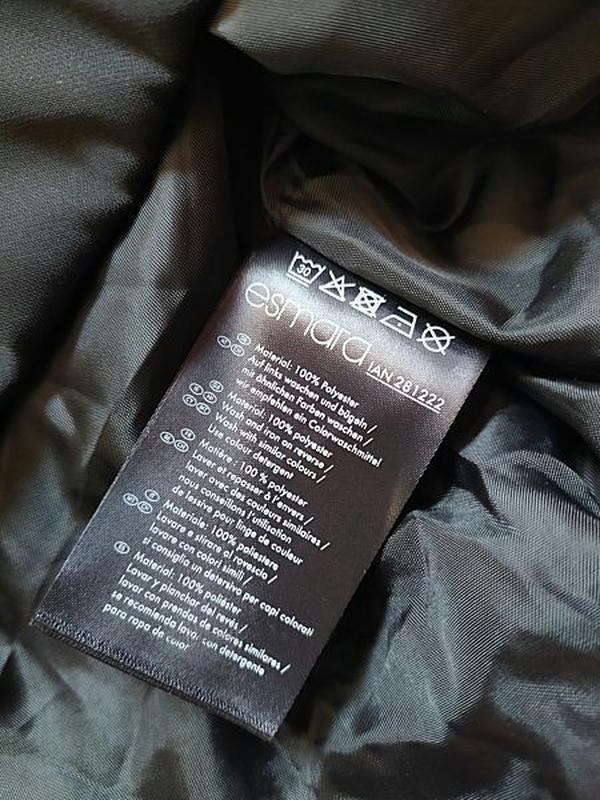 30
esmara
IAN 281222
Material: 100% Polyester
Auf links waschen und bügeln /
mit ähnlichen Farben waschen /
wir empfehlen ein Colorwaschmittel
Material: 100% polyester
Wash and iron on reverse /
Wash with similar colours /
Use colour detergent
Matière: 100 % polyester
Laver et repasser à l'envers /
laver avec des couleurs similaires /
nous conseillons l'utilisation
de lessive pour linge de couleur
Materiale: 100% poliestere
Lavare e stirare al rovescio /
lavare con colori simili /
si consiglia un detersivo per capi colorati
Material: 100% poliéster
Lavar y planchar del revés /
lavar con prendas de colores similares /
se recomienda lavar con detergente
para ropa de color